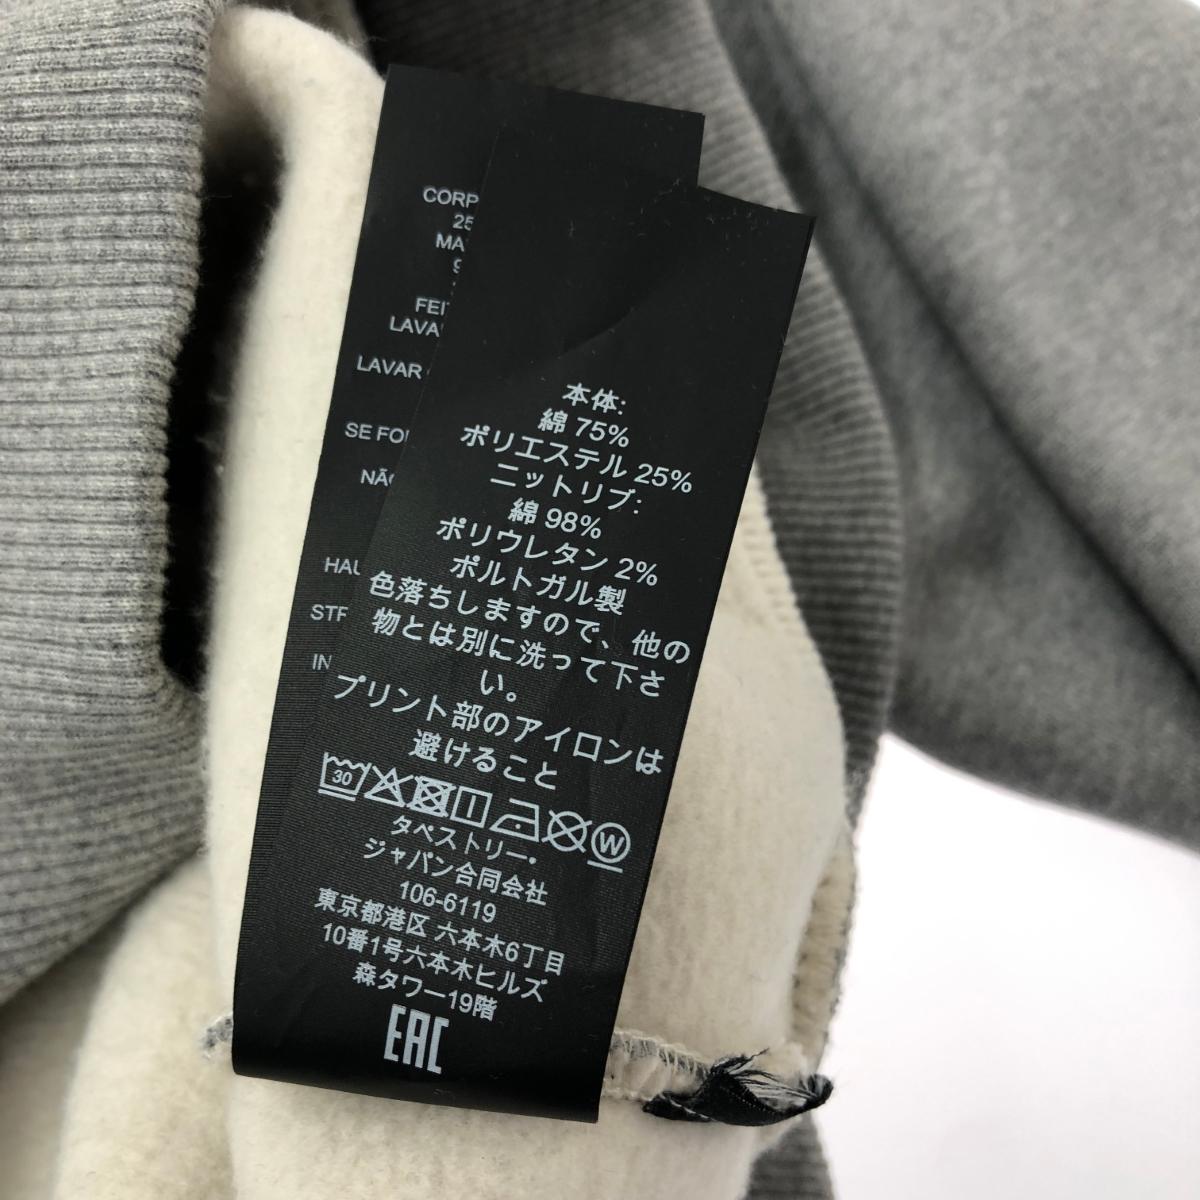 CORP
25
MA
FEI
LAVA
LAVAR
SE FO
NÃ
HAU
STR
IN
本体:
綿 75%
ポリエステル 25%
ニットリブ:
綿 98%
ポリウレタン 2%
ポルトガル製
色落ちしますので、他の
物とは別に洗って下さ
い。
プリント部のアイロンは
避けること
30
W
タペストリー・
ジャパン合同会社
106-6119
東京都港区 六本木6丁目
10番1号六本木ヒルズ
森タワー19階
EAC